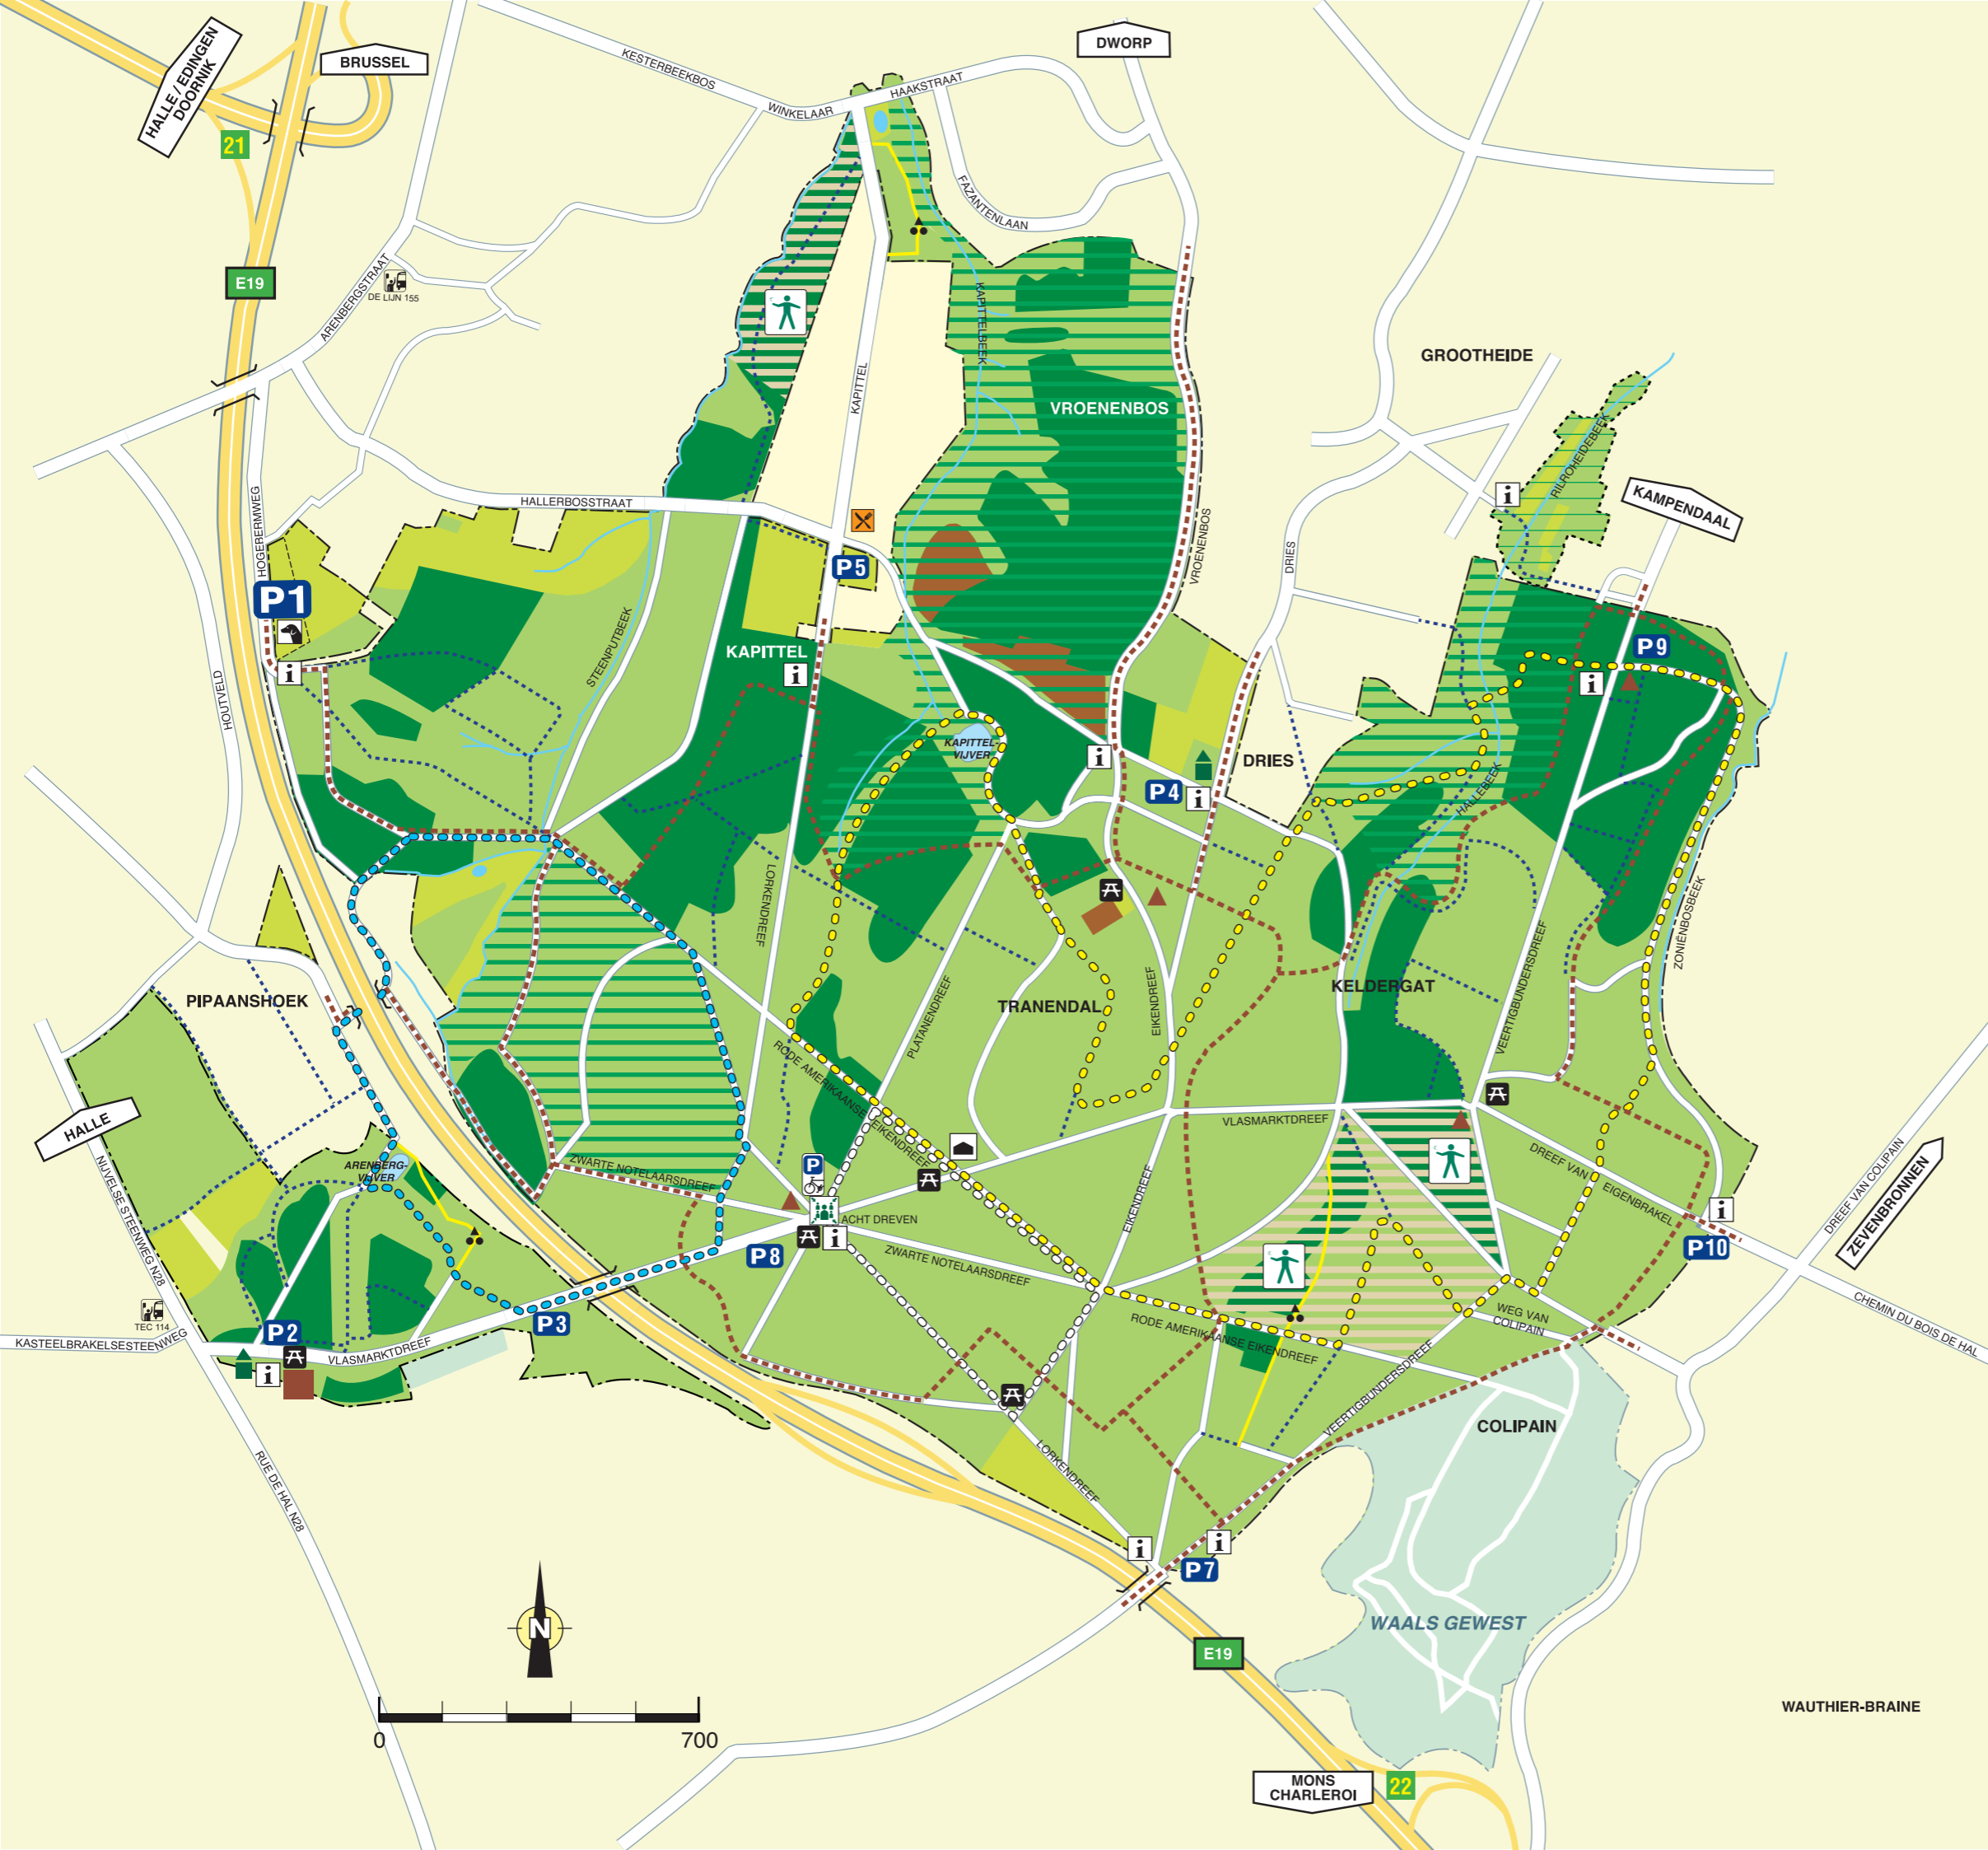 HALLE / EDINGEN
DOORNIK
BRUSSEL
DWORP
21
KESTERBEEKBOS
WINKELAAR
HAAKSTRAAT
FAZANTENLAAN
E19
ARENBERGSTRAAT
DE LIJN 155
KAPITTELBEEK
KAPITTEL
VROENENBOS
GROOTHEIDE
RILROHEIDEBEEK
i
KAMPENDAAL
HALLERBOSSTRAAT
HOGEBERMWEG
P1
i
P5
VROENENBOS
DRIES
STEENPUTBEEK
KAPITTEL
i
HOUTVELD
KAPITTEL-
VIJVER
i
P4
i
DRIES
P9
i
HALLEBEEK
LORKENDREEF
ZONIËNBOSBEEK
PIPAANSHOEK
PLATANENDREEF
TRANENDAL
EIKENDREEF
KELDERGAT
VEERTIGBUNDERSDREEF
RODE AMERIKAANSE EIKENDREEF
VLASMARKTDREEF
HALLE
NIJVELSE STEENWEG N28
ARENBERG-
VIJVER
ZWARTE NOTELAARSDREEF
P
ACHT DREVEN
i
P8
ZWARTE NOTELAARSDREEF
EIKENDREEF
DREEF VAN EIGENBRAKEL
i
P10
DREEF VAN COLIPAIN
ZEVENBRONNEN
CHEMIN DU BOIS DE HAL
TEC 114
KASTEELBRAKELSESTEENWEG
P2
i
VLASMARKTDREEF
P3
RODE AMERIKAANSE EIKENDREEF
WEG VAN
COLIPAIN
VEERTIGBUNDERSDREEF
COLIPAIN
RUE DE HAL N28
LORKENDREEF
i
i
P7
N
0
700
E19
WAALS GEWEST
WAUTHIER-BRAINE
MONS
CHARLEROI
22